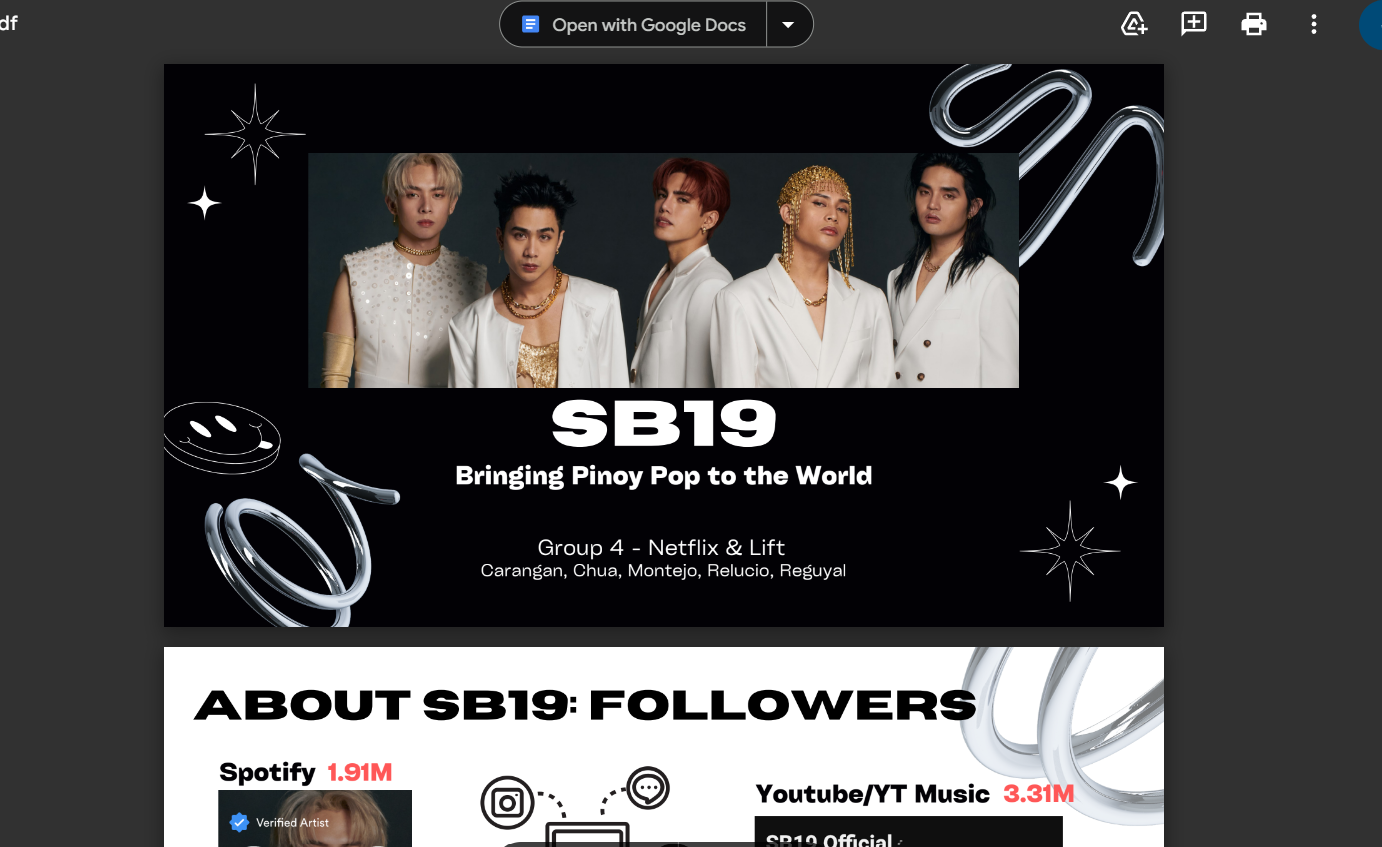 df
Open with Google Docs
SB19
Bringing Pinoy Pop to the World
Group 4 - Netflix & Lift
Carangan, Chua, Montejo, Relucio, Reguyal
ABOUT SB19: FOLLOWERS
Spotify 1.91M
Verified Artist
Youtube/YT Music 3.31M
SB19 Official